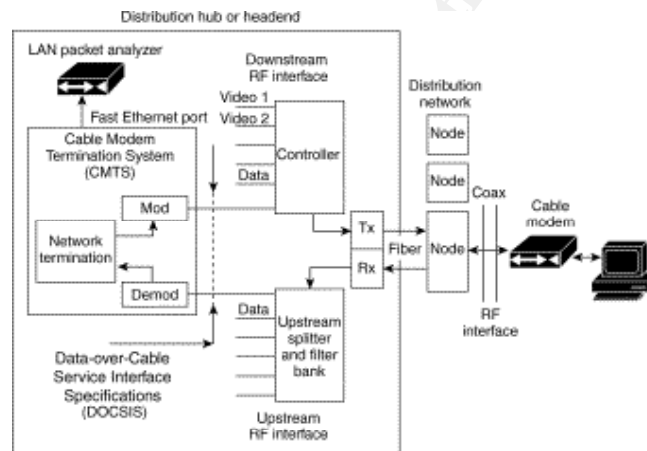 Distribution hub or headend
LAN packet analyzer
Fast Ethernet port
Cable Modem
Termination System
(CMTS)
Mod
Network
termination
Demod
Data-over-Cable
Service Interface
Specifications
(DOCSIS)
Downstream
RF interface
Video 1
Video 2
Data
Controller
Tx
Rx
Fiber
Data
Upstream
splitter
and filter
bank
Upstream
RF interface
Distribution
network
Node
Node
Node
Coax
RF
interface
Cable
modem